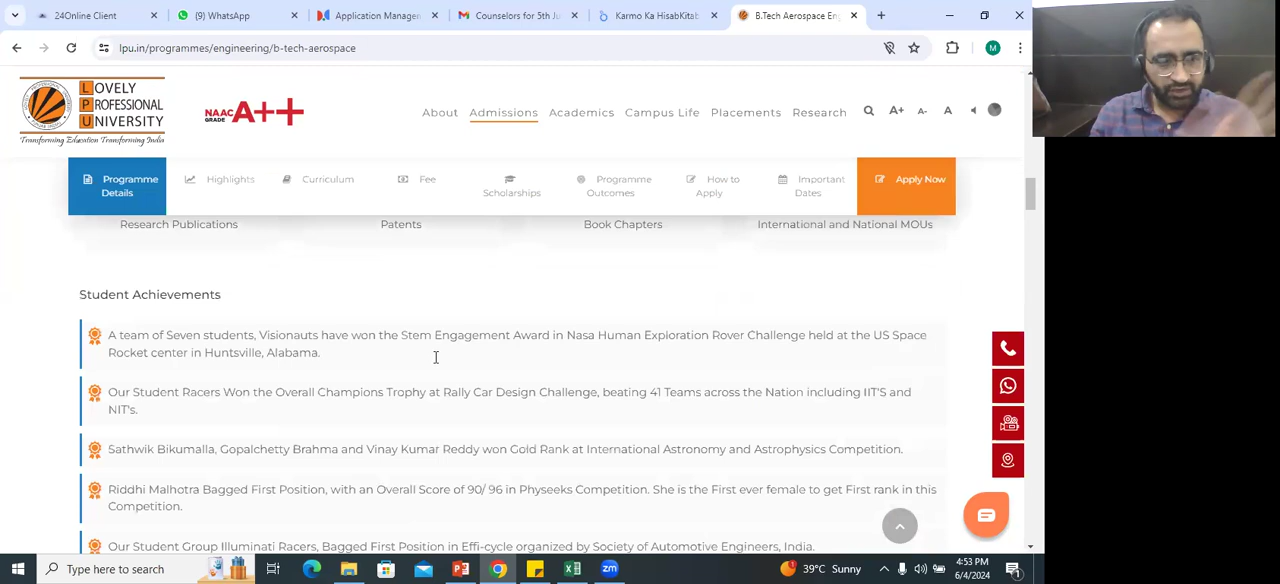 24Online Client
(9) WhatsApp
Application Managem
Counselors for 5th Ju
Karmo Ka HisabKitab
B.Tech Aerospace En
lpu.in/programmes/engineering/b-tech-aerospace
LOVELY
PROFESSIONAL
UNIVERSITY
Transforming Education Transforming India
NAAC GRADE A++
About Admissions Academics Campus Life Placements Research A+ A- A
Programme Details
Highlights
Curriculum
Fee
Scholarships
Programme Outcomes
How to Apply
Important Dates
Apply Now
Research Publications Patents Book Chapters International and National MOUs
Student Achievements
A team of Seven students, Visionauts have won the Stem Engagement Award in Nasa Human Exploration Rover Challenge held at the US Space
Rocket center in Huntsville, Alabama.
Our Student Racers Won the Overall Champions Trophy at Rally Car Design Challenge, beating 41 Teams across the Nation including IIT'S and
NIT's.
Sathwik Bikumalla, Gopalchetty Brahma and Vinay Kumar Reddy won Gold Rank at International Astronomy and Astrophysics Competition.
Riddhi Malhotra Bagged First Position with an Overall Score of 90/ 96 in Physeeks Competition. She is the First ever female to get First rank in this
Competition.
Our Student Group Illuminati Racers, Bagged First Position in Effi-cycle organized by Society of Automotive Engineers, India.
Type here to search
39°C Sunny
4:53 PM
6/4/2024